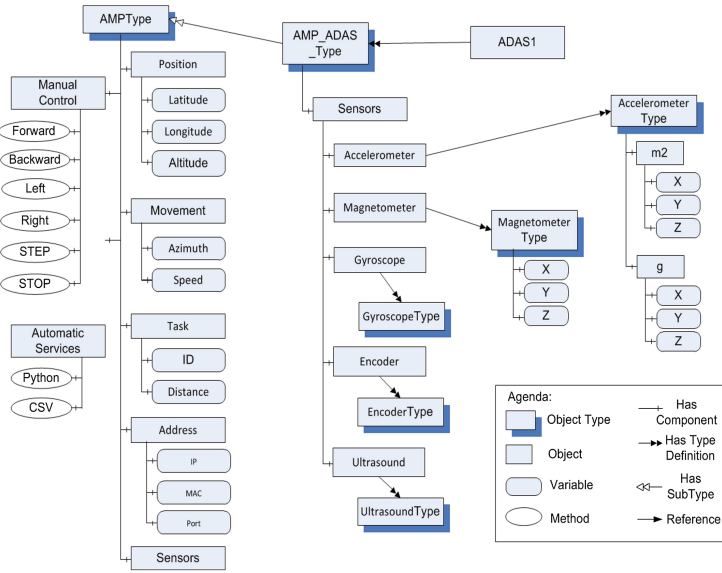 AMPType
Manual
Control
Forward
Backward
Left
Right
STEP
STOP
Automatic
Services
Python
CSV
Position
Latitude
Longitude
Altitude
Movement
Azimuth
Speed
Task
ID
Distance
Address
IP
MAC
Port
Sensors
AMP_ADAS
_Type
ADAS1
Sensors
Accelerometer
Magnetometer
Gyroscope
GyroscopeType
Encoder
EncoderType
Ultrasound
UltrasoundType
Magnetometer
Type
X
Y
Z
Accelerometer
Type
m2
X
Y
Z
g
X
Y
Z
Agenda:
Object Type
Object
Variable
Method
Has
Component
Has Type
Definition
Has
SubType
Reference